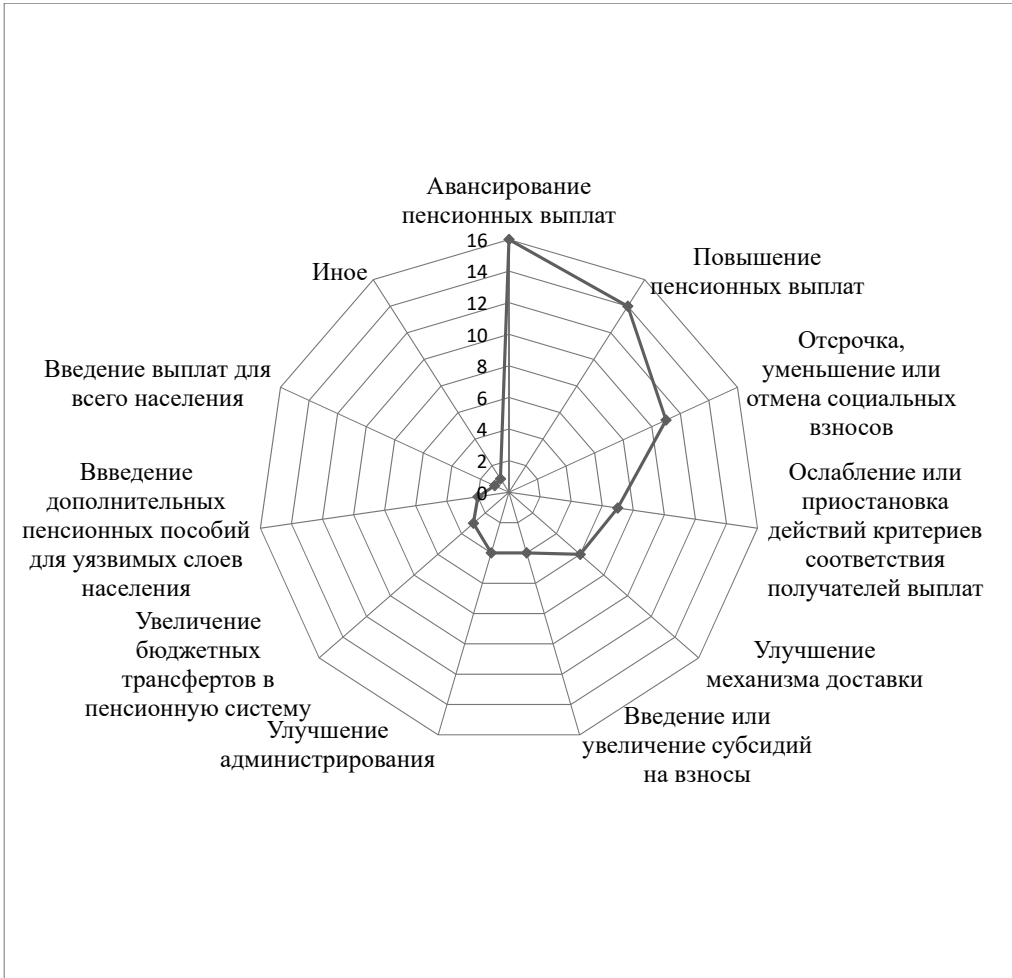 Авансирование
пенсионных выплат
16
14
12
10
8
6
4
2
0
Повышение
пенсионных выплат
Отсрочка,
уменьшение или
отмена социальных
взносов
Ослабление или
приостановка
действий критериев
соответствия
получателей выплат
Улучшение
механизма доставки
Введение или
увеличение субсидий
на взносы
Улучшение
администрирования
Увеличение
бюджетных
трансфертов в
пенсионную систему
Ввведение
дополнительных
пенсионных пособий
для уязвимых слоев
населения
Введение выплат для
всего населения
Иное